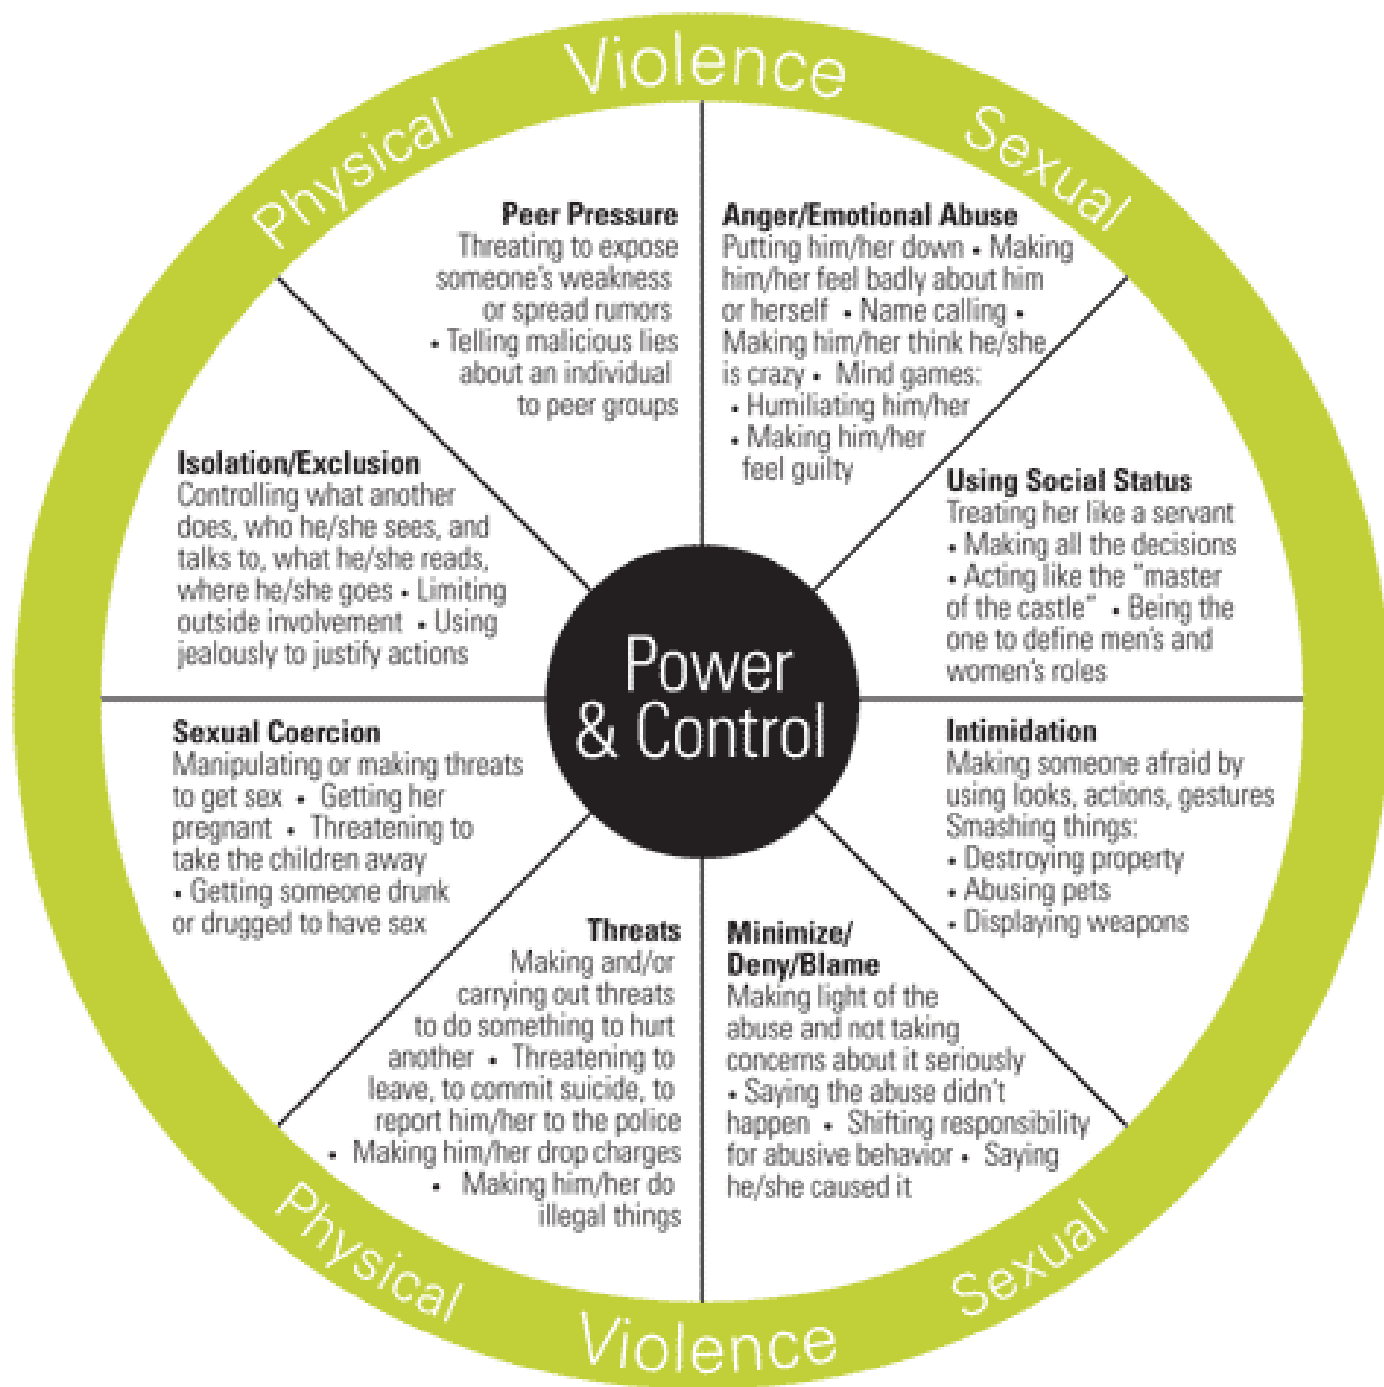 Violence
Physical
Sexual
Peer Pressure
Threating to expose
someone's weakness
or spread rumors
• Telling malicious lies
about an individual
to peer groups
Anger/Emotional Abuse
Putting him/her down • Making
him/her feel badly about him
or herself • Name calling •
Making him/her think he/she
is crazy • Mind games:
• Humiliating him/her
• Making him/her
feel guilty
Isolation/Exclusion
Controlling what another
does, who he/she sees, and
talks to, what he/she reads,
where he/she goes • Limiting
outside involvement • Using
jealously to justify actions
Using Social Status
Treating her like a servant
• Making all the decisions
• Acting like the "master
of the castle" • Being the
one to define men's and
women's roles
Power
& Control
Sexual Coercion
Manipulating or making threats
to get sex • Getting her
pregnant • Threatening to
take the children away
• Getting someone drunk
or drugged to have sex
Intimidation
Making someone afraid by
using looks, actions, gestures
Smashing things:
• Destroying property
• Abusing pets
• Displaying weapons
Threats
Making and/or
carrying out threats
to do something to hurt
another • Threatening to
leave, to commit suicide, to
report him/her to the police
• Making him/her drop charges
• Making him/her do
illegal things
Minimize/
Deny/Blame
Making light of the
abuse and not taking
concerns about it seriously
• Saying the abuse didn't
happen • Shifting responsibility
for abusive behavior • Saying
he/she caused it
Physical
Violence
Sexual